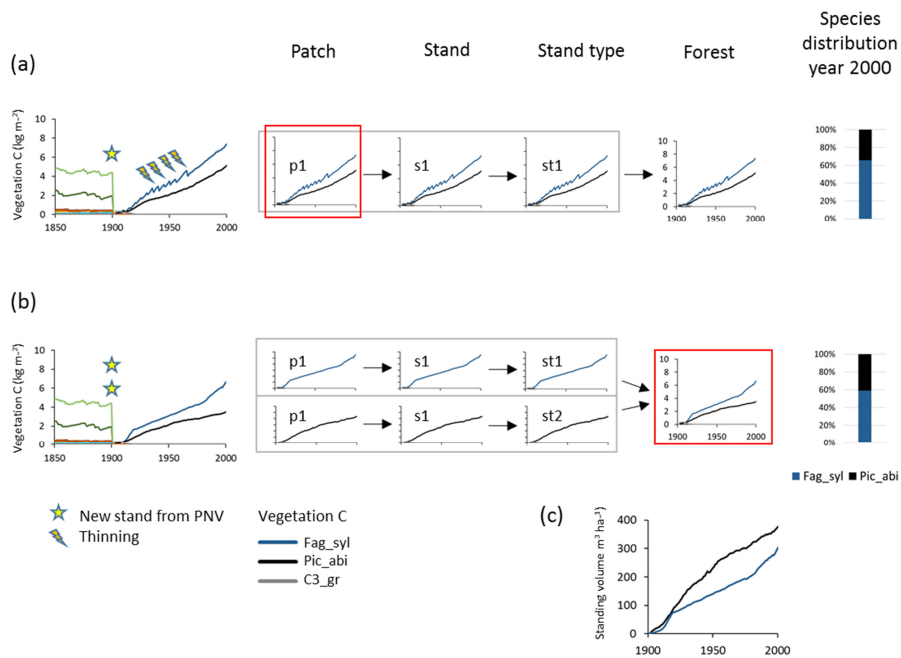 Patch
Stand
Stand type
Forest
Species
distribution
year 2000
(a)
Vegetation C (kg m⁻²)
10
8
6
4
2
0
1850
1900
1950
2000
p1
s1
st1
10
8
6
4
2
0
1900
1950
2000
100%
80%
60%
40%
20%
0%
(b)
Vegetation C (kg m⁻²)
10
8
6
4
2
0
1850
1900
1950
2000
p1
s1
st1
p1
s1
st2
10
8
6
4
2
0
1900
1950
2000
100%
80%
60%
40%
20%
0%
Fag_syl Pic_abi
New stand from PNV
Thinning
Vegetation C
Fag_syl
Pic_abi
C3_gr
(c)
Standing volume m³ ha⁻¹
400
300
200
100
0
1900
1950
2000